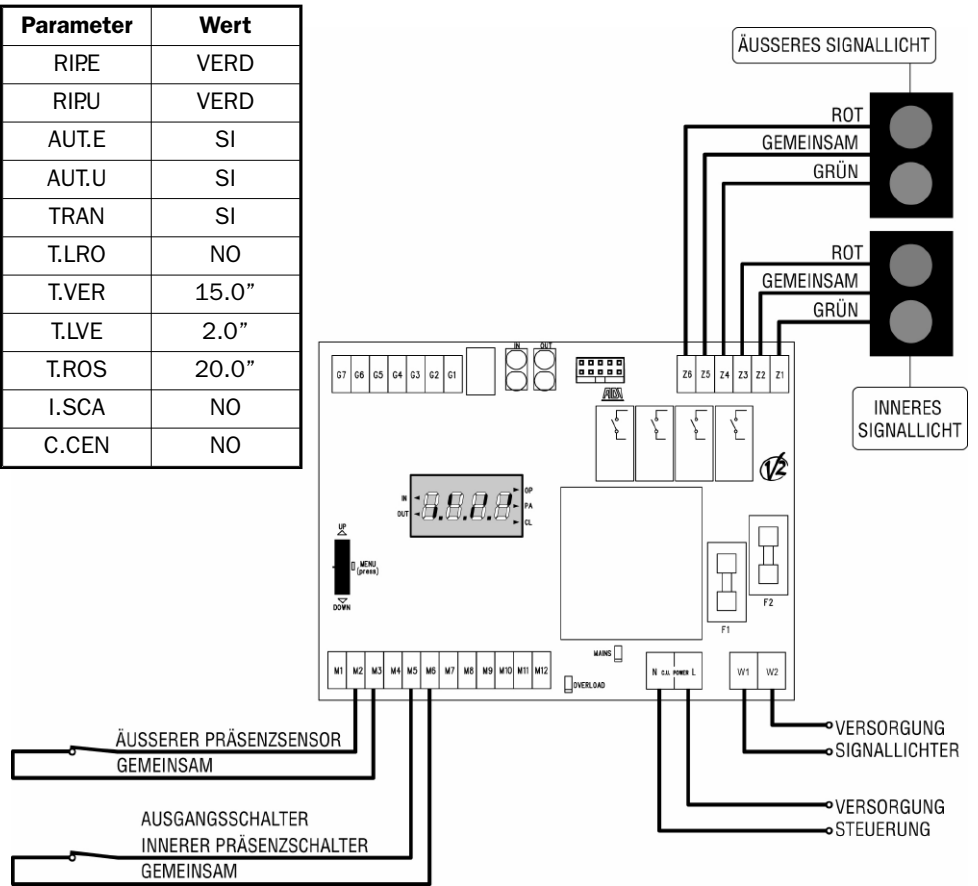 Parameter Wert
RIP.E VERD
RIP.U VERD
AUT.E SI
AUT.U SI
TRAN SI
T.LRO NO
T.VER 15.0”
T.LVE 2.0”
T.ROS 20.0”
I.SCA NO
C.CEN NO
ÄUSSERES SIGNALLICHT
ROT
GEMEINSAM
GRÜN
ROT
GEMEINSAM
GRÜN
INNERES
SIGNALLICHT
IN OUT
G7 G6 G5 G4 G3 G2 G1
Z6 Z5 Z4 Z3 Z2 Z1
AIDA
1/2
IN
OUT
OP
PA
CL
UP
MENU
(press)
DOWN
F1
F2
MAINS
OVERLOAD
M1 M2 M3 M4 M5 M6 M7 M8 M9 M10 M11 M12
N C.U. POWER L
W1 W2
ÄUSSERER PRÄSENZSENSOR
GEMEINSAM
AUSGANGSSCHALTER
INNERER PRÄSENZSCHALTER
GEMEINSAM
VERSORGUNG
SIGNALLICHTER
VERSORGUNG
STEUERUNG